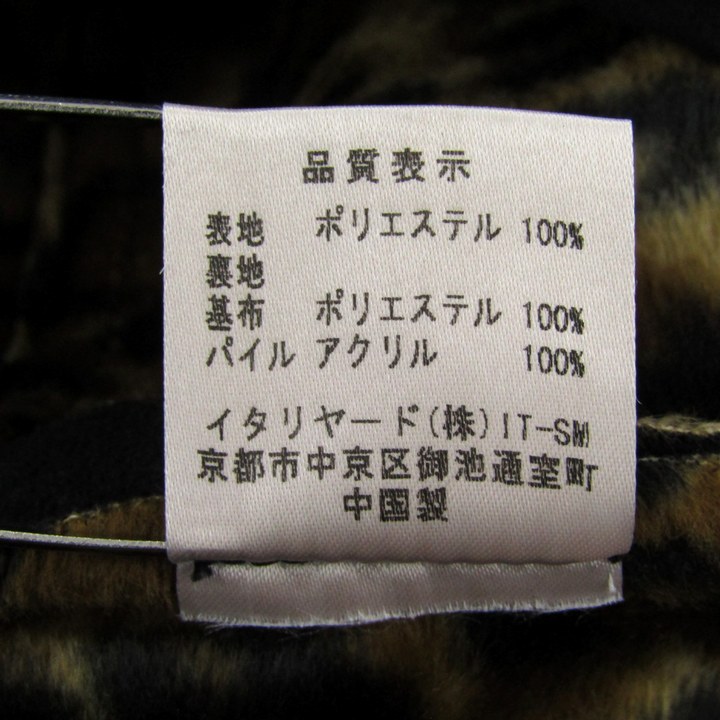 品質表示
表地 ポリエステル 100%
裏地
基布 ポリエステル 100%
パイル アクリル 100%
イタリヤード(株)IT-SM
京都市中京区御池通室町
中国製